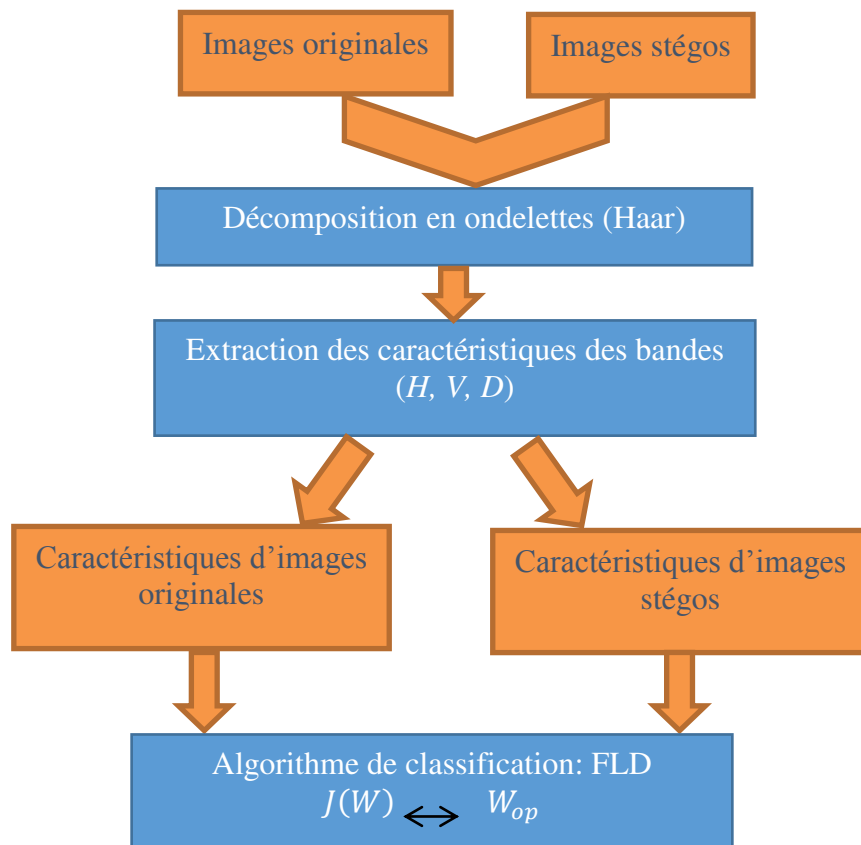 Images originales
Images stégos
Décomposition en ondelettes (Haar)
Extraction des caractéristiques des bandes
(H, V, D)
Caractéristiques d’images
originales
Caractéristiques d’images
stégos
Algorithme de classification: FLD
J(W) ↔ W_op